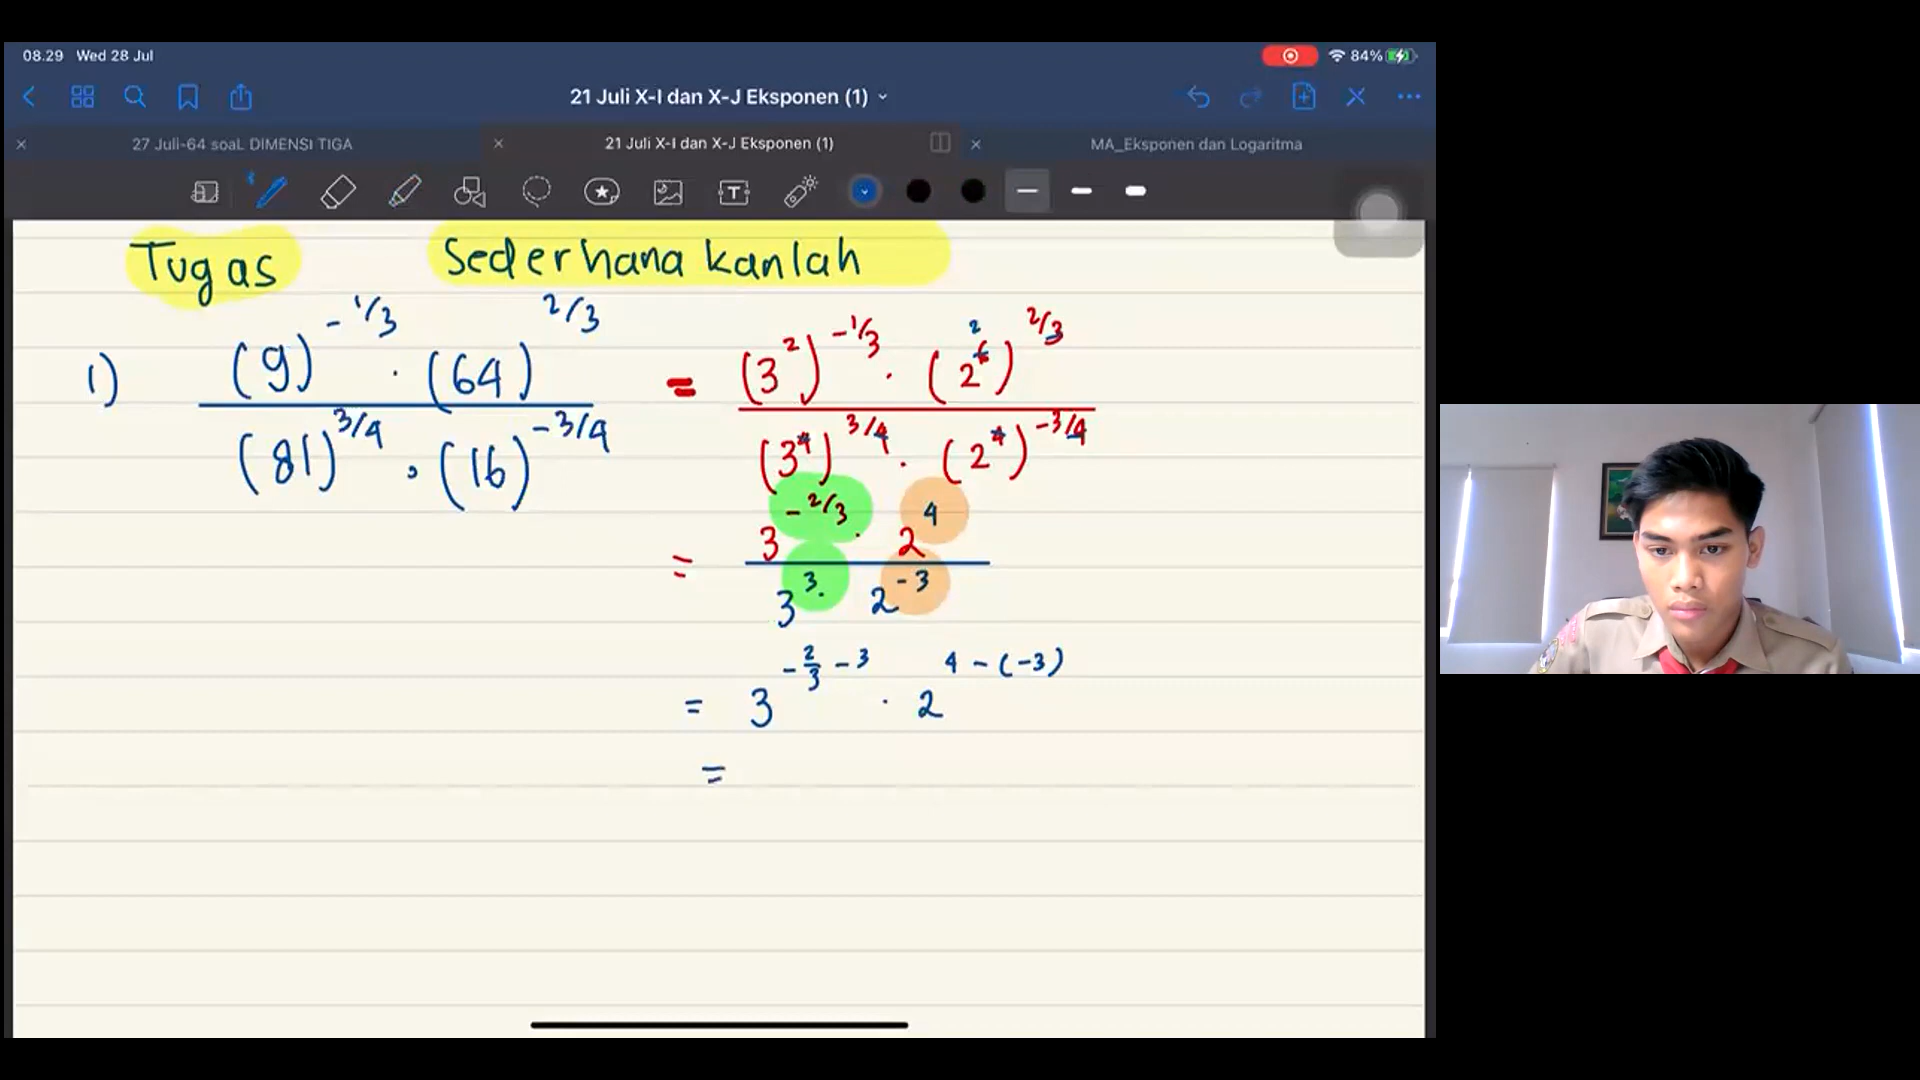 08.29 Wed 28 Jul
84%
21 Juli X-I dan X-J Eksponen (1)
27 Juli-64 soaL DIMENSI TIGA
21 Juli X-I dan X-J Eksponen (1)
MA_Eksponen dan Logaritma
Tugas Sederhanakanlah
1) (9)^{-1/3} · (64)^{2/3} / (81)^{3/4} · (16)^{-3/4} = (3^2)^{-1/3} · (2^6)^{2/3} / (3^4)^{3/4} · (2^4)^{-3/4}
= 3^{-2/3} · 2^4 / 3^3 · 2^{-3}
= 3^{-2/3 - 3} · 2^{4 - (-3)}
=